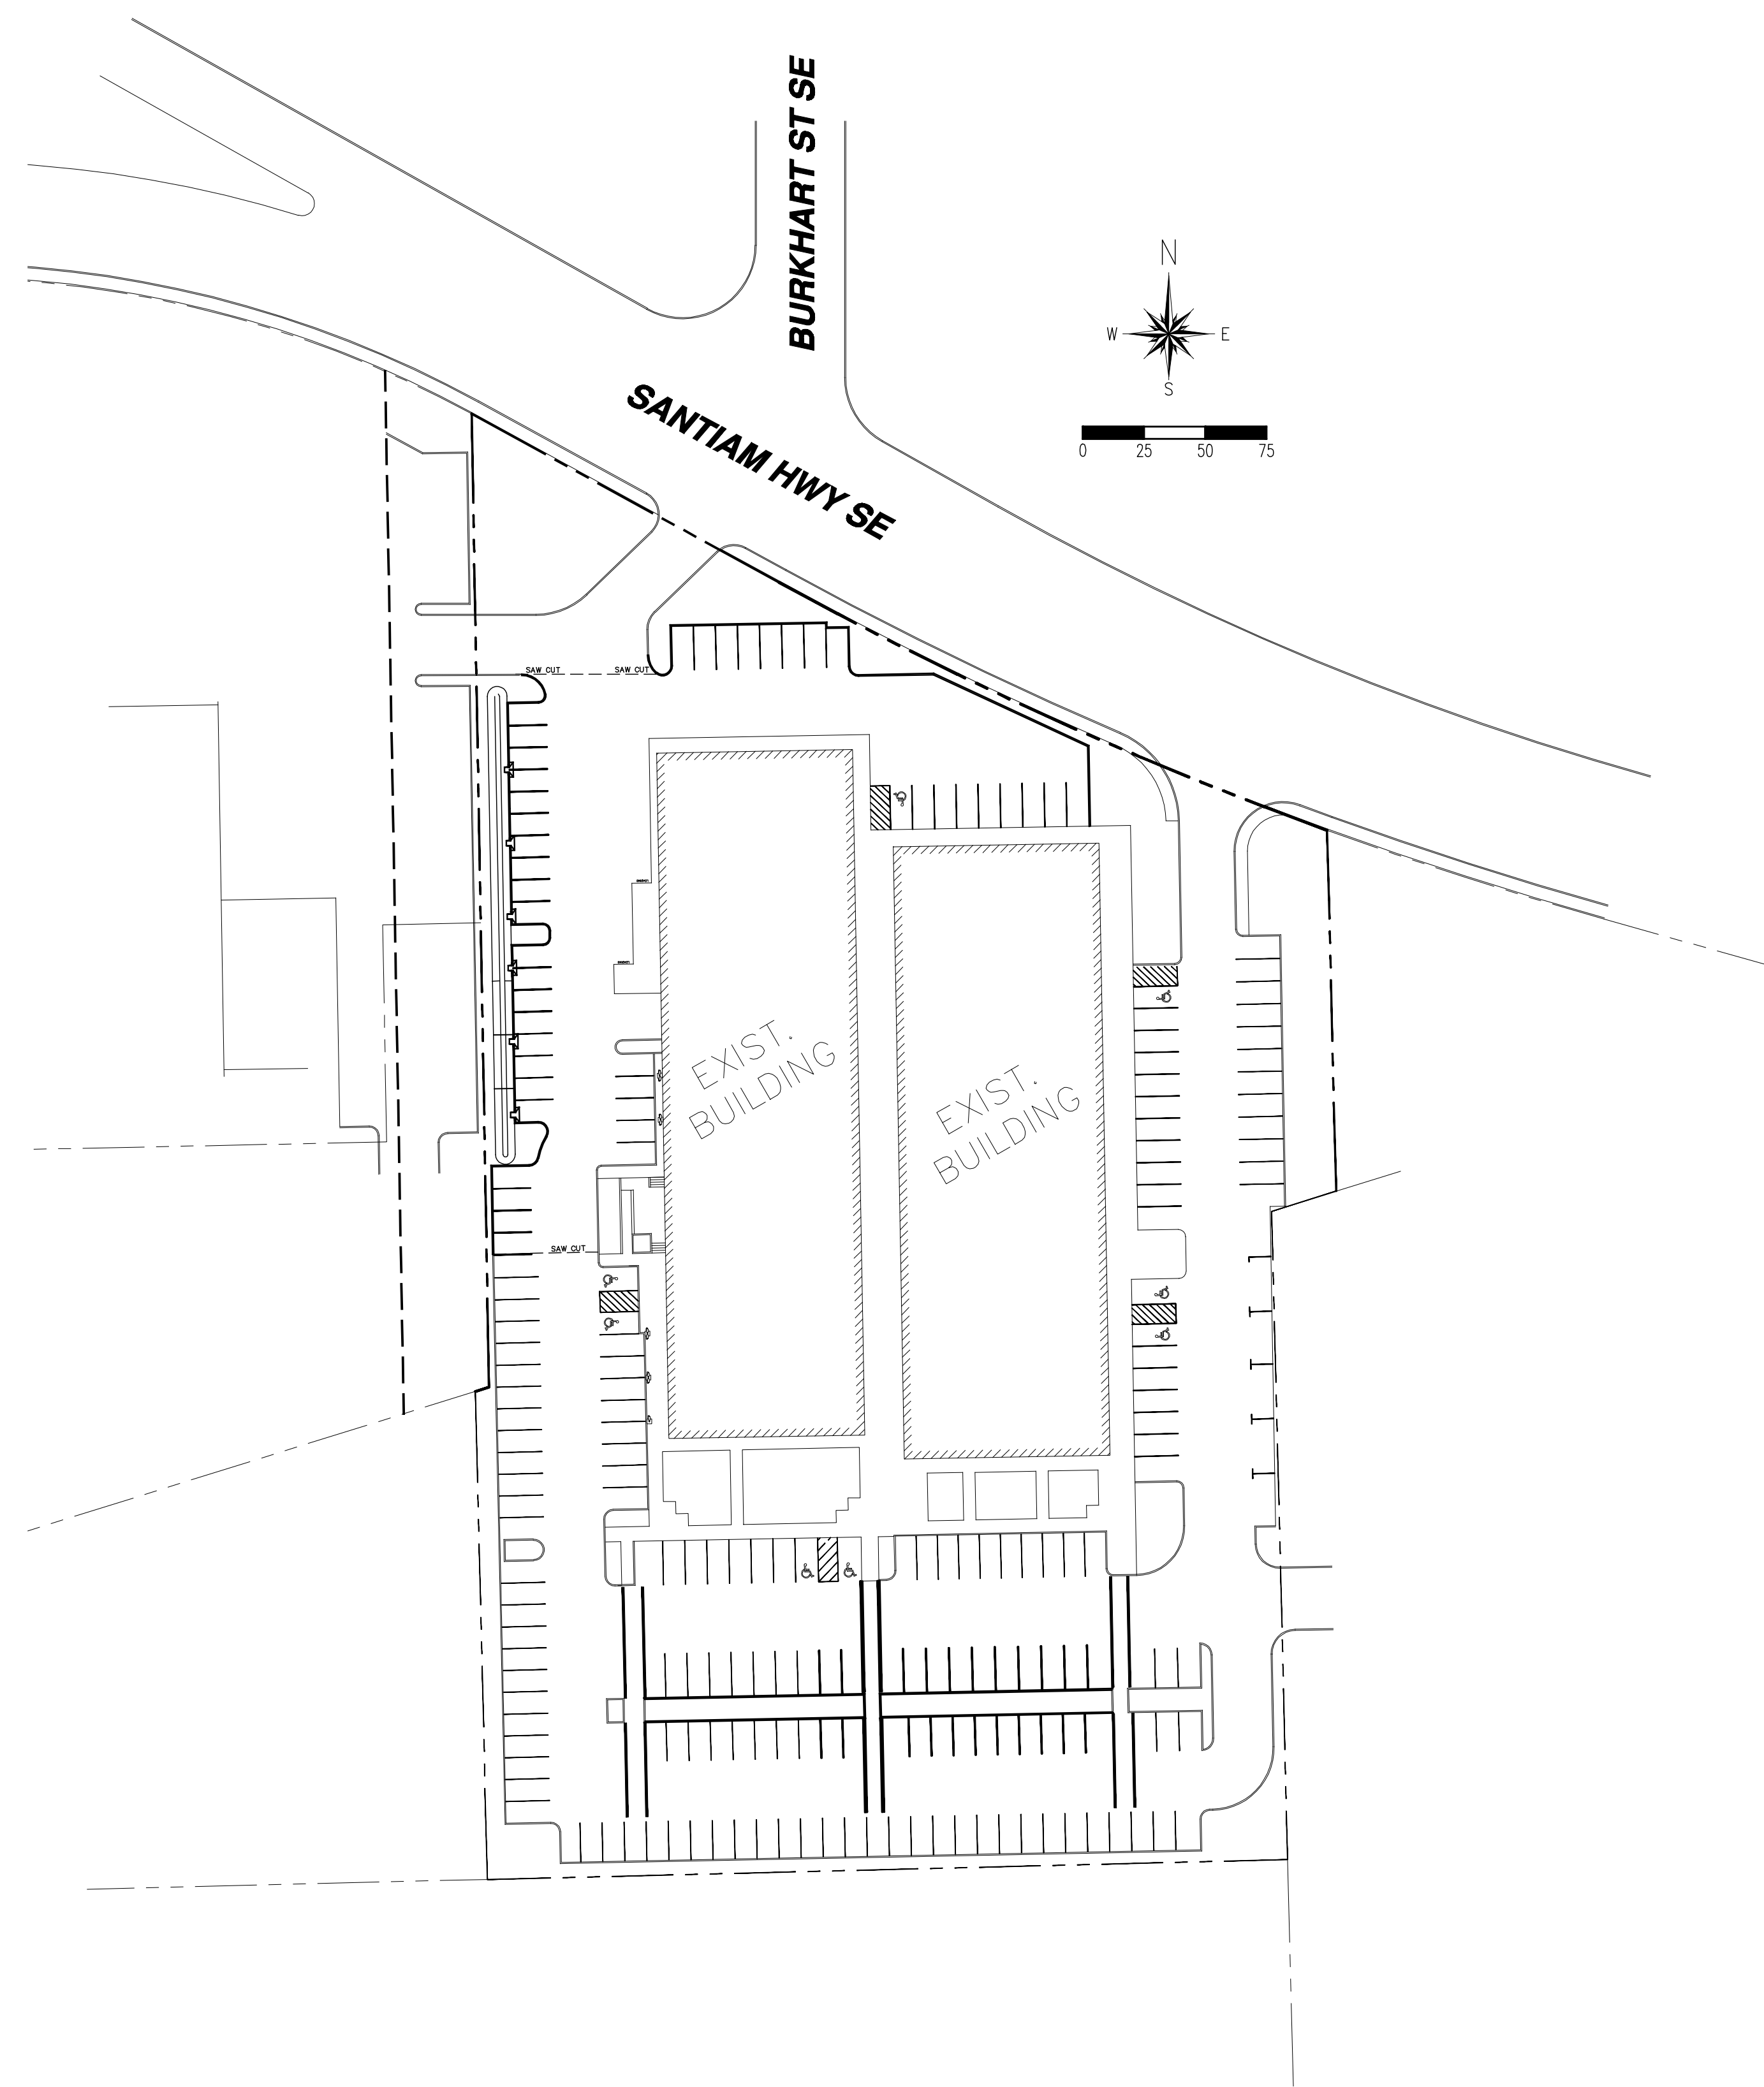 BURKHART ST SE
N
W
E
S
SANTIAM HWY SE
0 25 50 75
SAW CUT
SAW CUT
EXIST.
BUILDING
EXIST.
BUILDING
SAW CUT